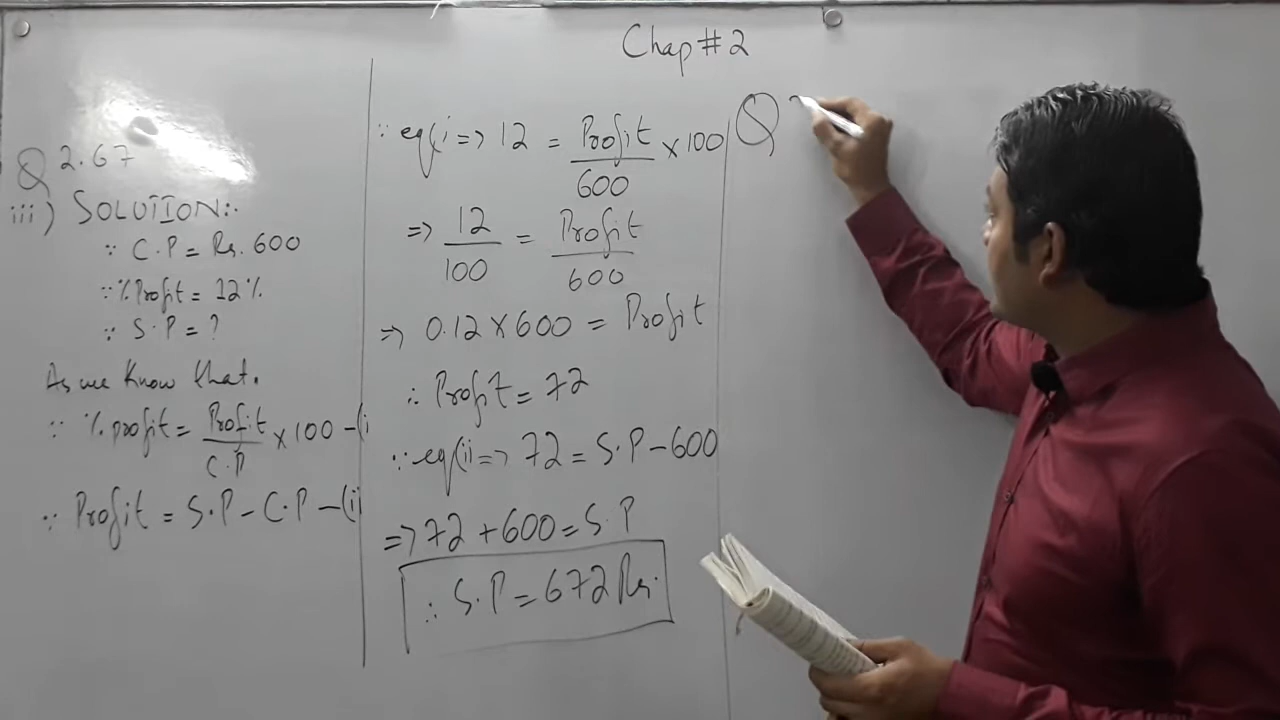 Chap # 2
Q 2.67
iii) SOLUTION:-
∵ C.P = Rs. 600
∵ % Profit = 12%
∵ S.P = ?
As we know that.
∵ % profit = Profit/C.P × 100 -(i
∵ Profit = S.P - C.P -(ii
∵ eq(i => 12 = Profit/600 × 100
=> 12/100 = Profit/600
=> 0.12 × 600 = Profit
∴ Profit = 72
∵ eq(ii => 72 = S.P - 600
=> 72 + 600 = S.P
∴ S.P = 672 Rs.
Q